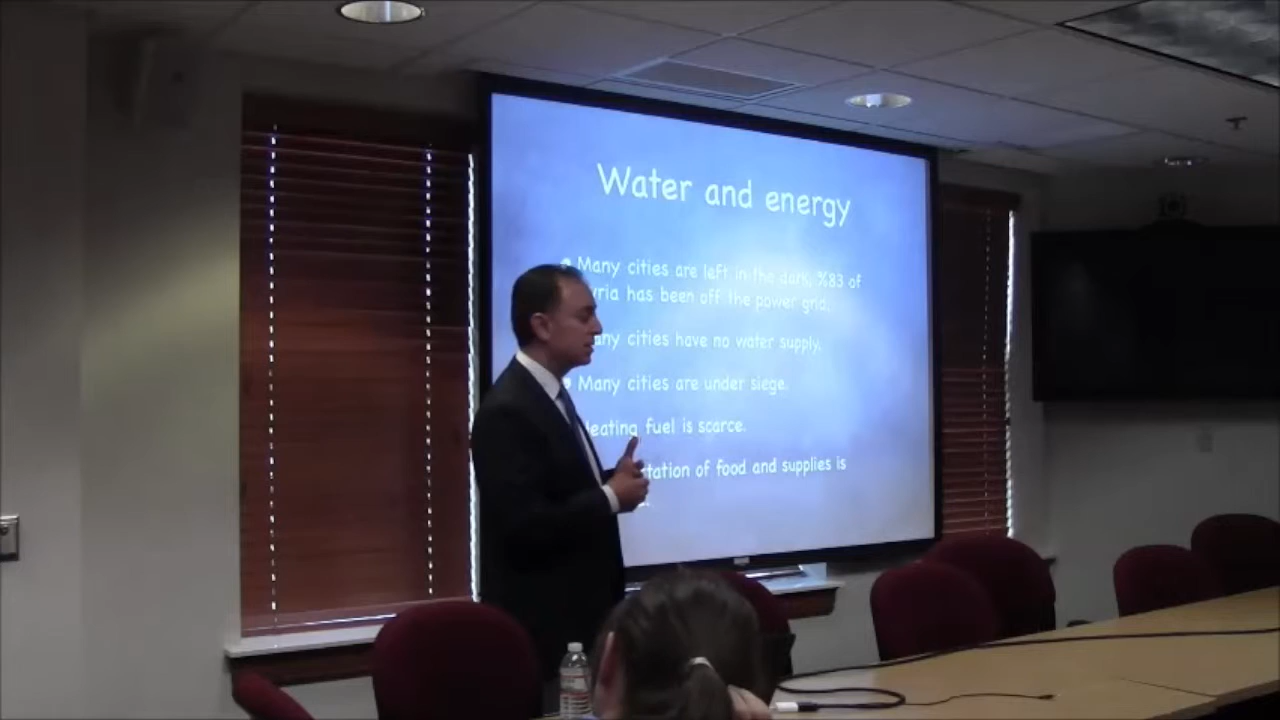 Water and energy
Many cities are left in the dark, %83 of
yria has been off the power grid.
any cities have no water supply.
Many cities are under siege.
eating fuel is scarce.
tation of food and supplies is